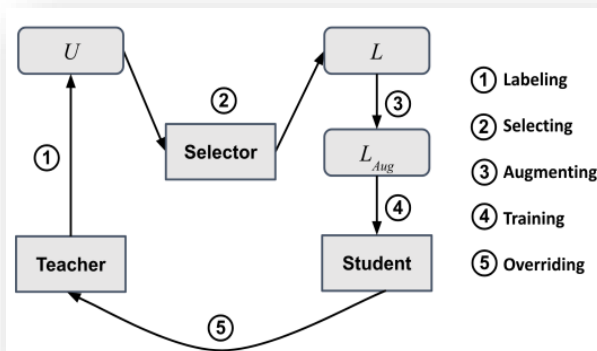 U
L
① Labeling
②
③
② Selecting
Selector
L_Aug
③ Augmenting
①
④
④ Training
Teacher
Student
⑤ Overriding
⑤